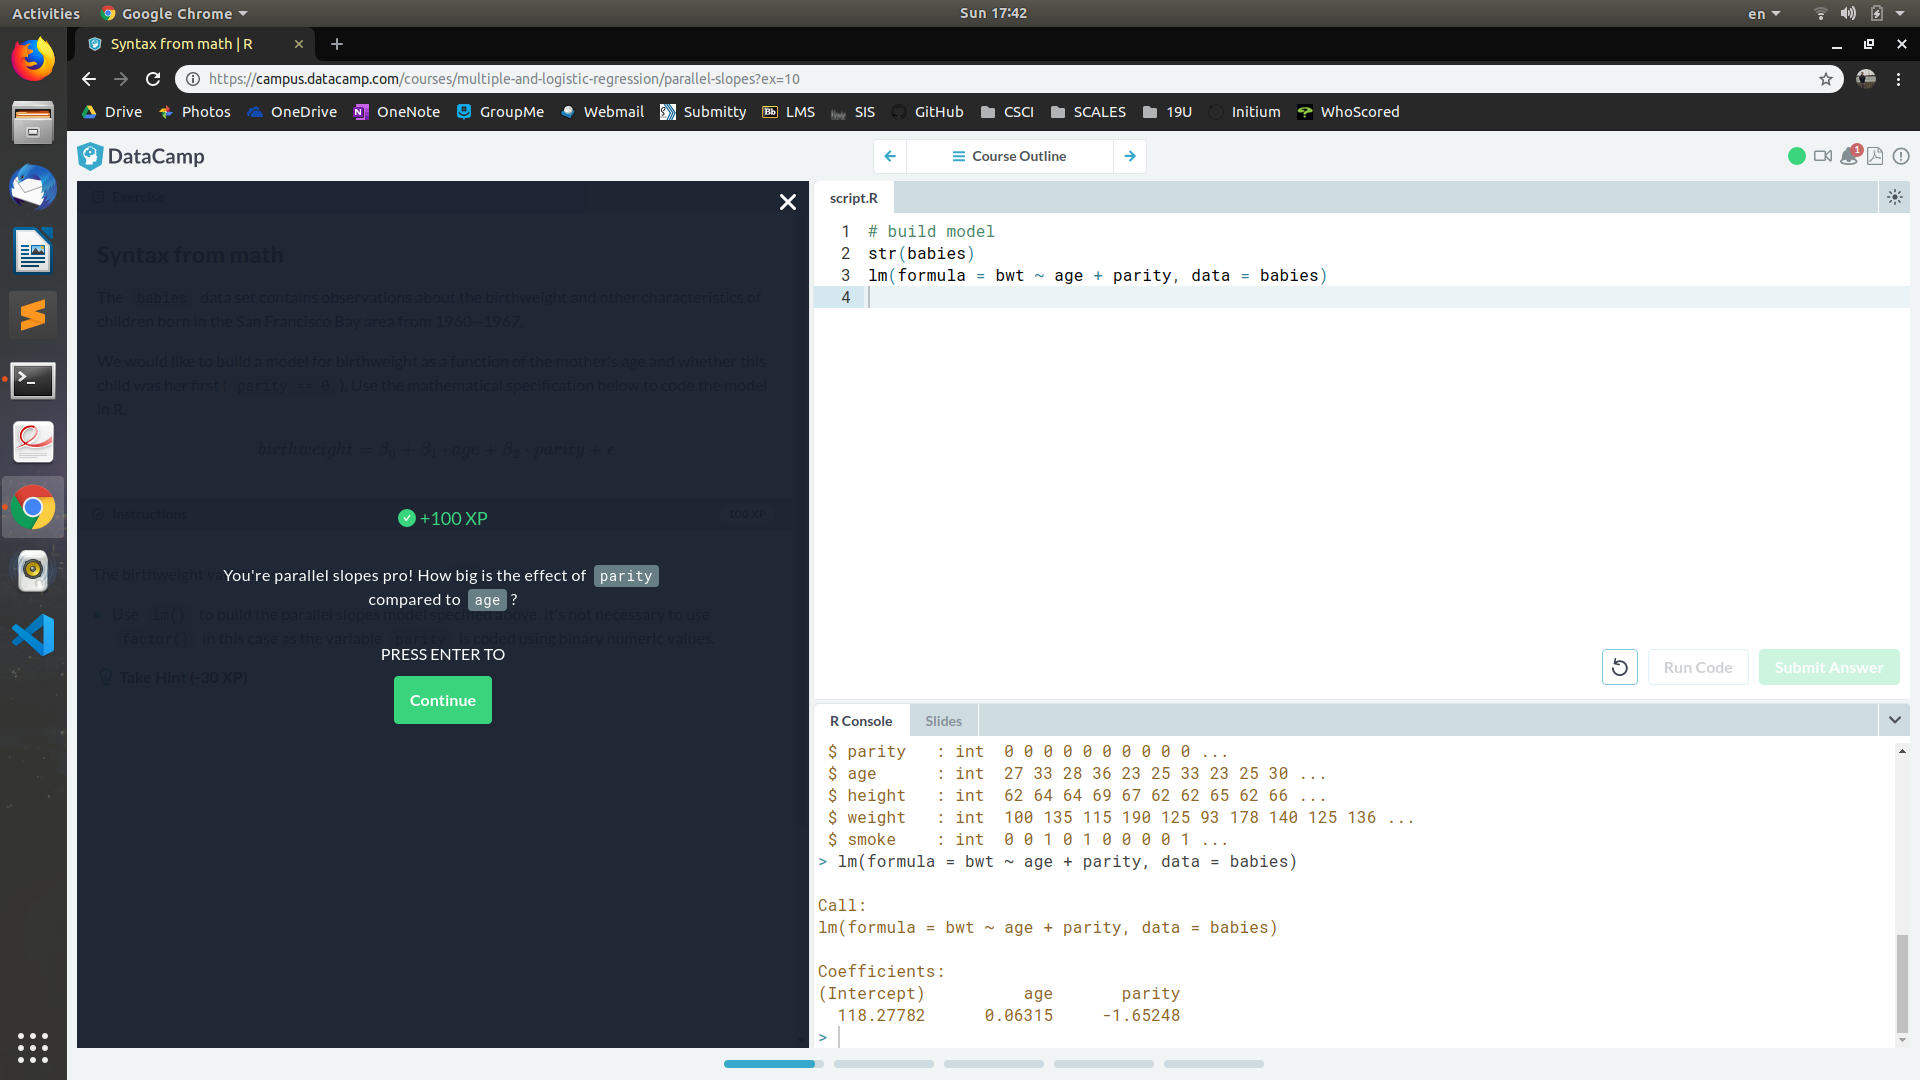 Activities
Google Chrome
Sun 17:42
en
Syntax from math | R
https://campus.datacamp.com/courses/multiple-and-logistic-regression/parallel-slopes?ex=10
Drive
Photos
OneDrive
OneNote
GroupMe
Webmail
Submitty
Bb LMS
SIS
GitHub
CSCI
SCALES
19U
Initium
WhoScored
DataCamp
Course Outline
1
Exercise
Syntax from math
The babies data set contains observations about the birthweight and other characteristics of
children born in the San Francisco Bay area from 1960—1967.
We would like to build a model for birthweight as a function of the mother's age and whether this
child was her first ( parity == 0 ). Use the mathematical specification below to code the model
in R.
birthweight = β0 + β1 · age + β2 · parity + ϵ
Instructions
100 XP
+100 XP
The birthweight
You're parallel slopes pro! How big is the effect of parity
compared to age ?
Use lm() to build the parallel slopes model specified above. It's not necessary to use
factor() in this case as the variable parity is coded using binary numeric values.
PRESS ENTER TO
Take Hint (-30 XP)
Continue
script.R
1 # build model
2 str(babies)
3 lm(formula = bwt ~ age + parity, data = babies)
4
Run Code
Submit Answer
R Console
Slides
$ parity : int 0 0 0 0 0 0 0 0 0 0 ...
$ age : int 27 33 28 36 23 25 33 23 25 30 ...
$ height : int 62 64 64 69 67 62 62 65 62 66 ...
$ weight : int 100 135 115 190 125 93 178 140 125 136 ...
$ smoke : int 0 0 1 0 1 0 0 0 0 1 ...
> lm(formula = bwt ~ age + parity, data = babies)
Call:
lm(formula = bwt ~ age + parity, data = babies)
Coefficients:
(Intercept) age parity
118.27782 0.06315 -1.65248
>